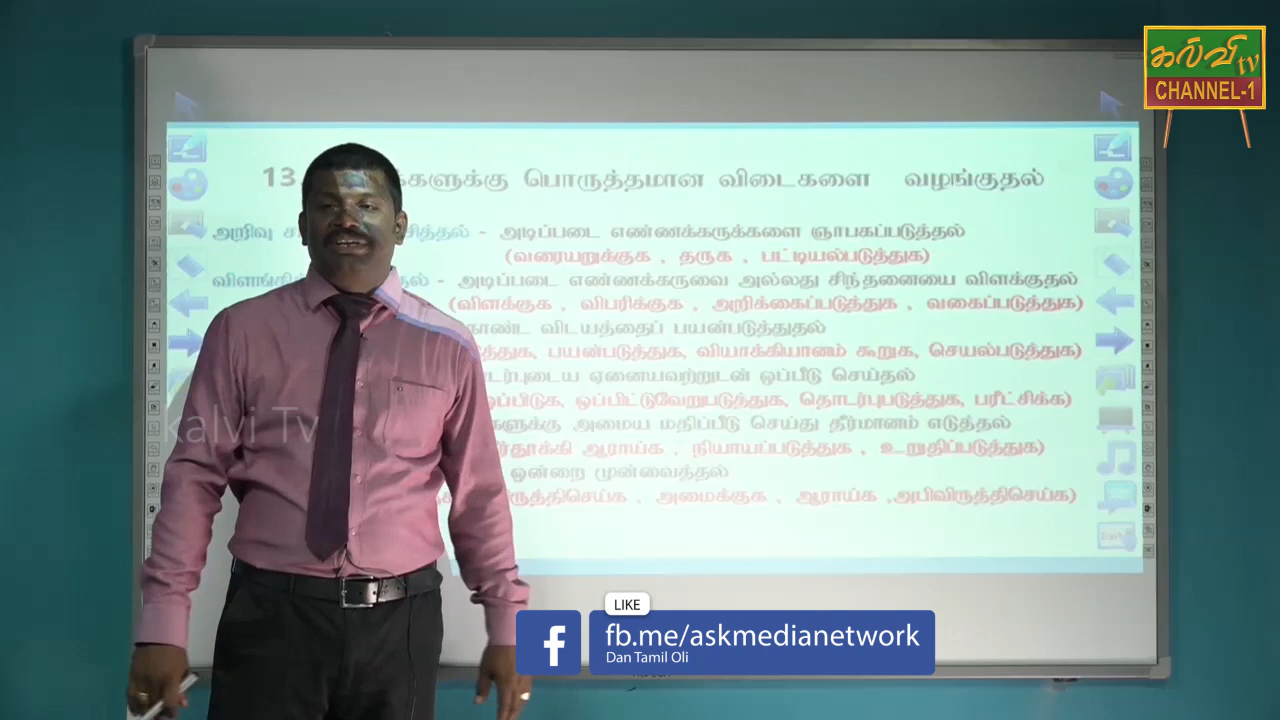 கல்வி tv
CHANNEL-1
13. களுக்கு பொருத்தமான விடைகளை வழங்குதல்
அறிவு சித்தல் - அடிப்படை எண்ணக்கருக்களை ஞாபகப்படுத்தல்
(வரையறுக்குக , தருக , பட்டியல்படுத்துக)
தல் - அடிப்படை எண்ணக்கருவை அல்லது சிந்தனையை விளக்குதல்
(விளக்குக , விபரிக்குக , அறிக்கைப்படுத்துக , வகைப்படுத்துக)
விடயத்தைப் பயன்படுத்துதல்
த்துக, பயன்படுத்துக, வியாக்கியானம் கூறுக, செயல்படுத்துக)
டர்புடைய ஏனையவற்றுடன் ஒப்பீடு செய்தல்
ஒப்பிடுக, ஒப்பிட்டுவேறுபடுத்துக, தொடர்புபடுத்துக, பரீட்சிக்க)
களுக்கு அமைய மதிப்பீடு செய்து தீர்மானம் எடுத்தல்
ர்தூக்கி ஆராய்க , நியாயப்படுத்துக , உறுதிப்படுத்துக)
ஒன்றை முன்வைத்தல்
ருத்திசெய்க , அமைக்குக , ஆராய்க ,அபிவிருத்திசெய்க)
Exit
kalvi Tv
LIKE
fb.me/askmedianetwork
Dan Tamil Oli